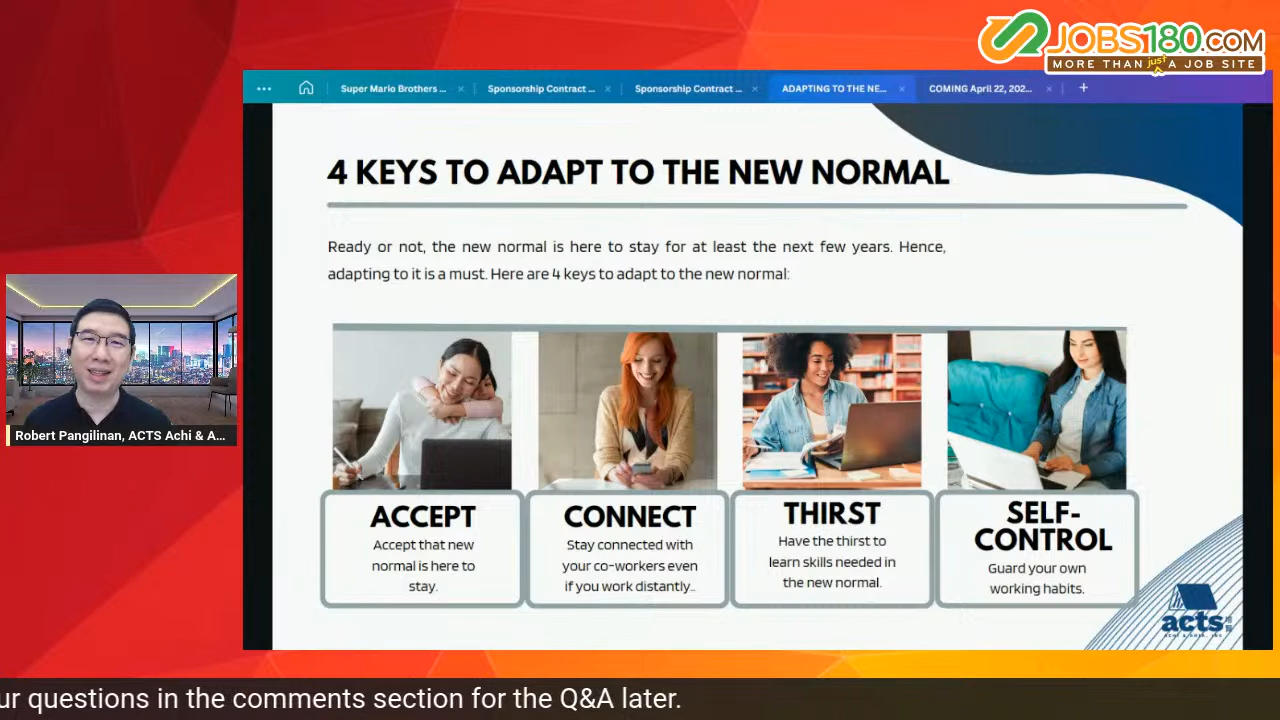 JOBS180.COM
MORE THAN just A JOB SITE
Super Mario Brothers ...
Sponsorship Contract ...
Sponsorship Contract ...
ADAPTING TO THE NE...
COMING April 22, 202...
4 KEYS TO ADAPT TO THE NEW NORMAL
Ready or not, the new normal is here to stay for at least the next few years. Hence,
adapting to it is a must. Here are 4 keys to adapt to the new normal:
Robert Pangilinan, ACTS Achi & A...
ACCEPT
Accept that new
normal is here to
stay.
CONNECT
Stay connected with
your co-workers even
if you work distantly..
THIRST
Have the thirst to
learn skills needed in
the new normal.
SELF-
CONTROL
Guard your own
working habits.
acts
ur questions in the comments section for the Q&A later.